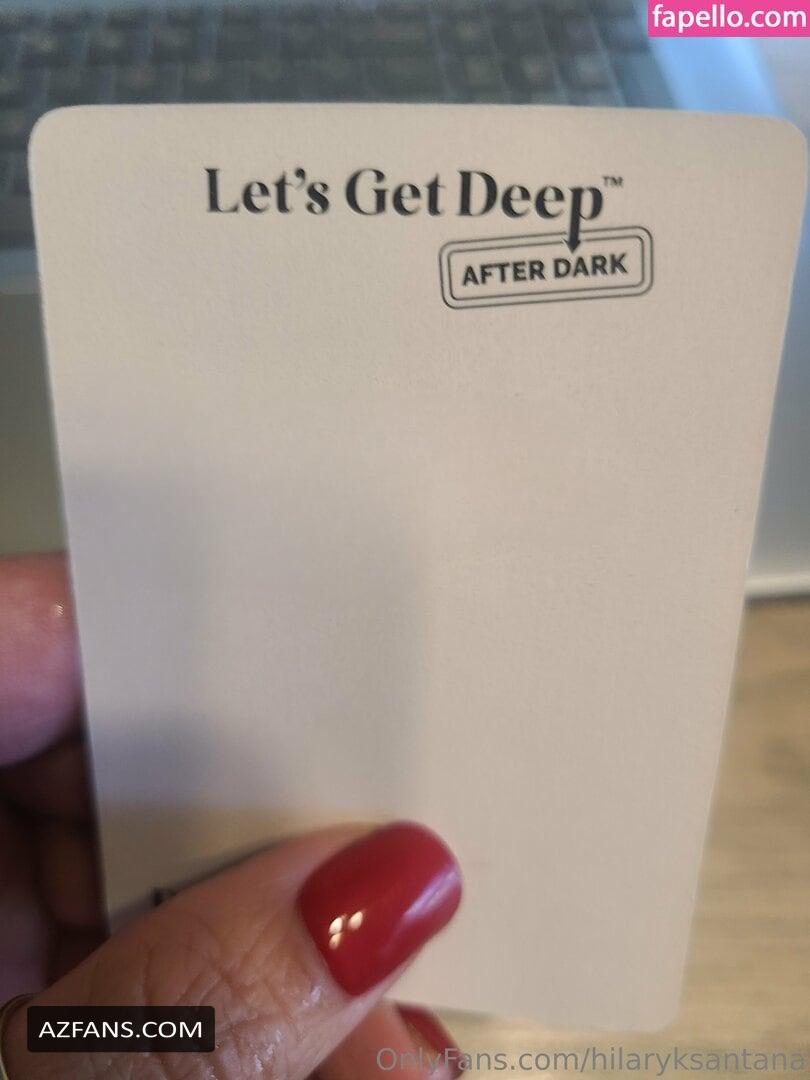 fapello.com
Let's Get Deep™
AFTER DARK
AZFANS.COM
OnlyFans.com/hilaryksantana